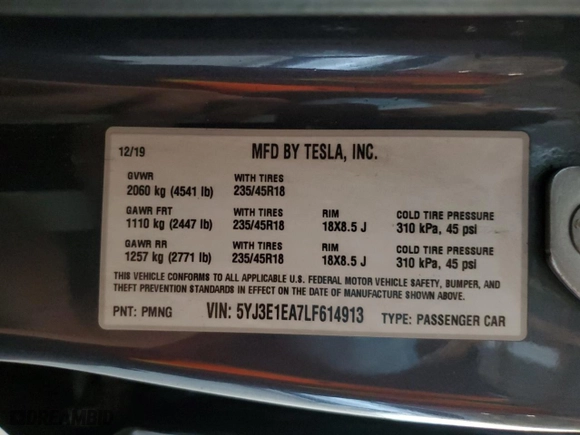 12/19 MFD BY TESLA, INC.
GVWR WITH TIRES
2060 kg (4541 lb) 235/45R18
GAWR FRT WITH TIRES RIM COLD TIRE PRESSURE
1110 kg (2447 lb) 235/45R18 18X8.5 J 310 kPa, 45 psi
GAWR RR WITH TIRES RIM COLD TIRE PRESSURE
1257 kg (2771 lb) 235/45R18 18X8.5 J 310 kPa, 45 psi
THIS VEHICLE CONFORMS TO ALL APPLICABLE U.S. FEDERAL MOTOR VEHICLE SAFETY, BUMPER, AND
THEFT PREVENTION STANDARDS IN EFFECT ON THE DATE OF MANUFACTURE SHOWN ABOVE.
PNT: PMNG VIN: 5YJ3E1EA7LF614913 TYPE: PASSENGER CAR
DREAMBID